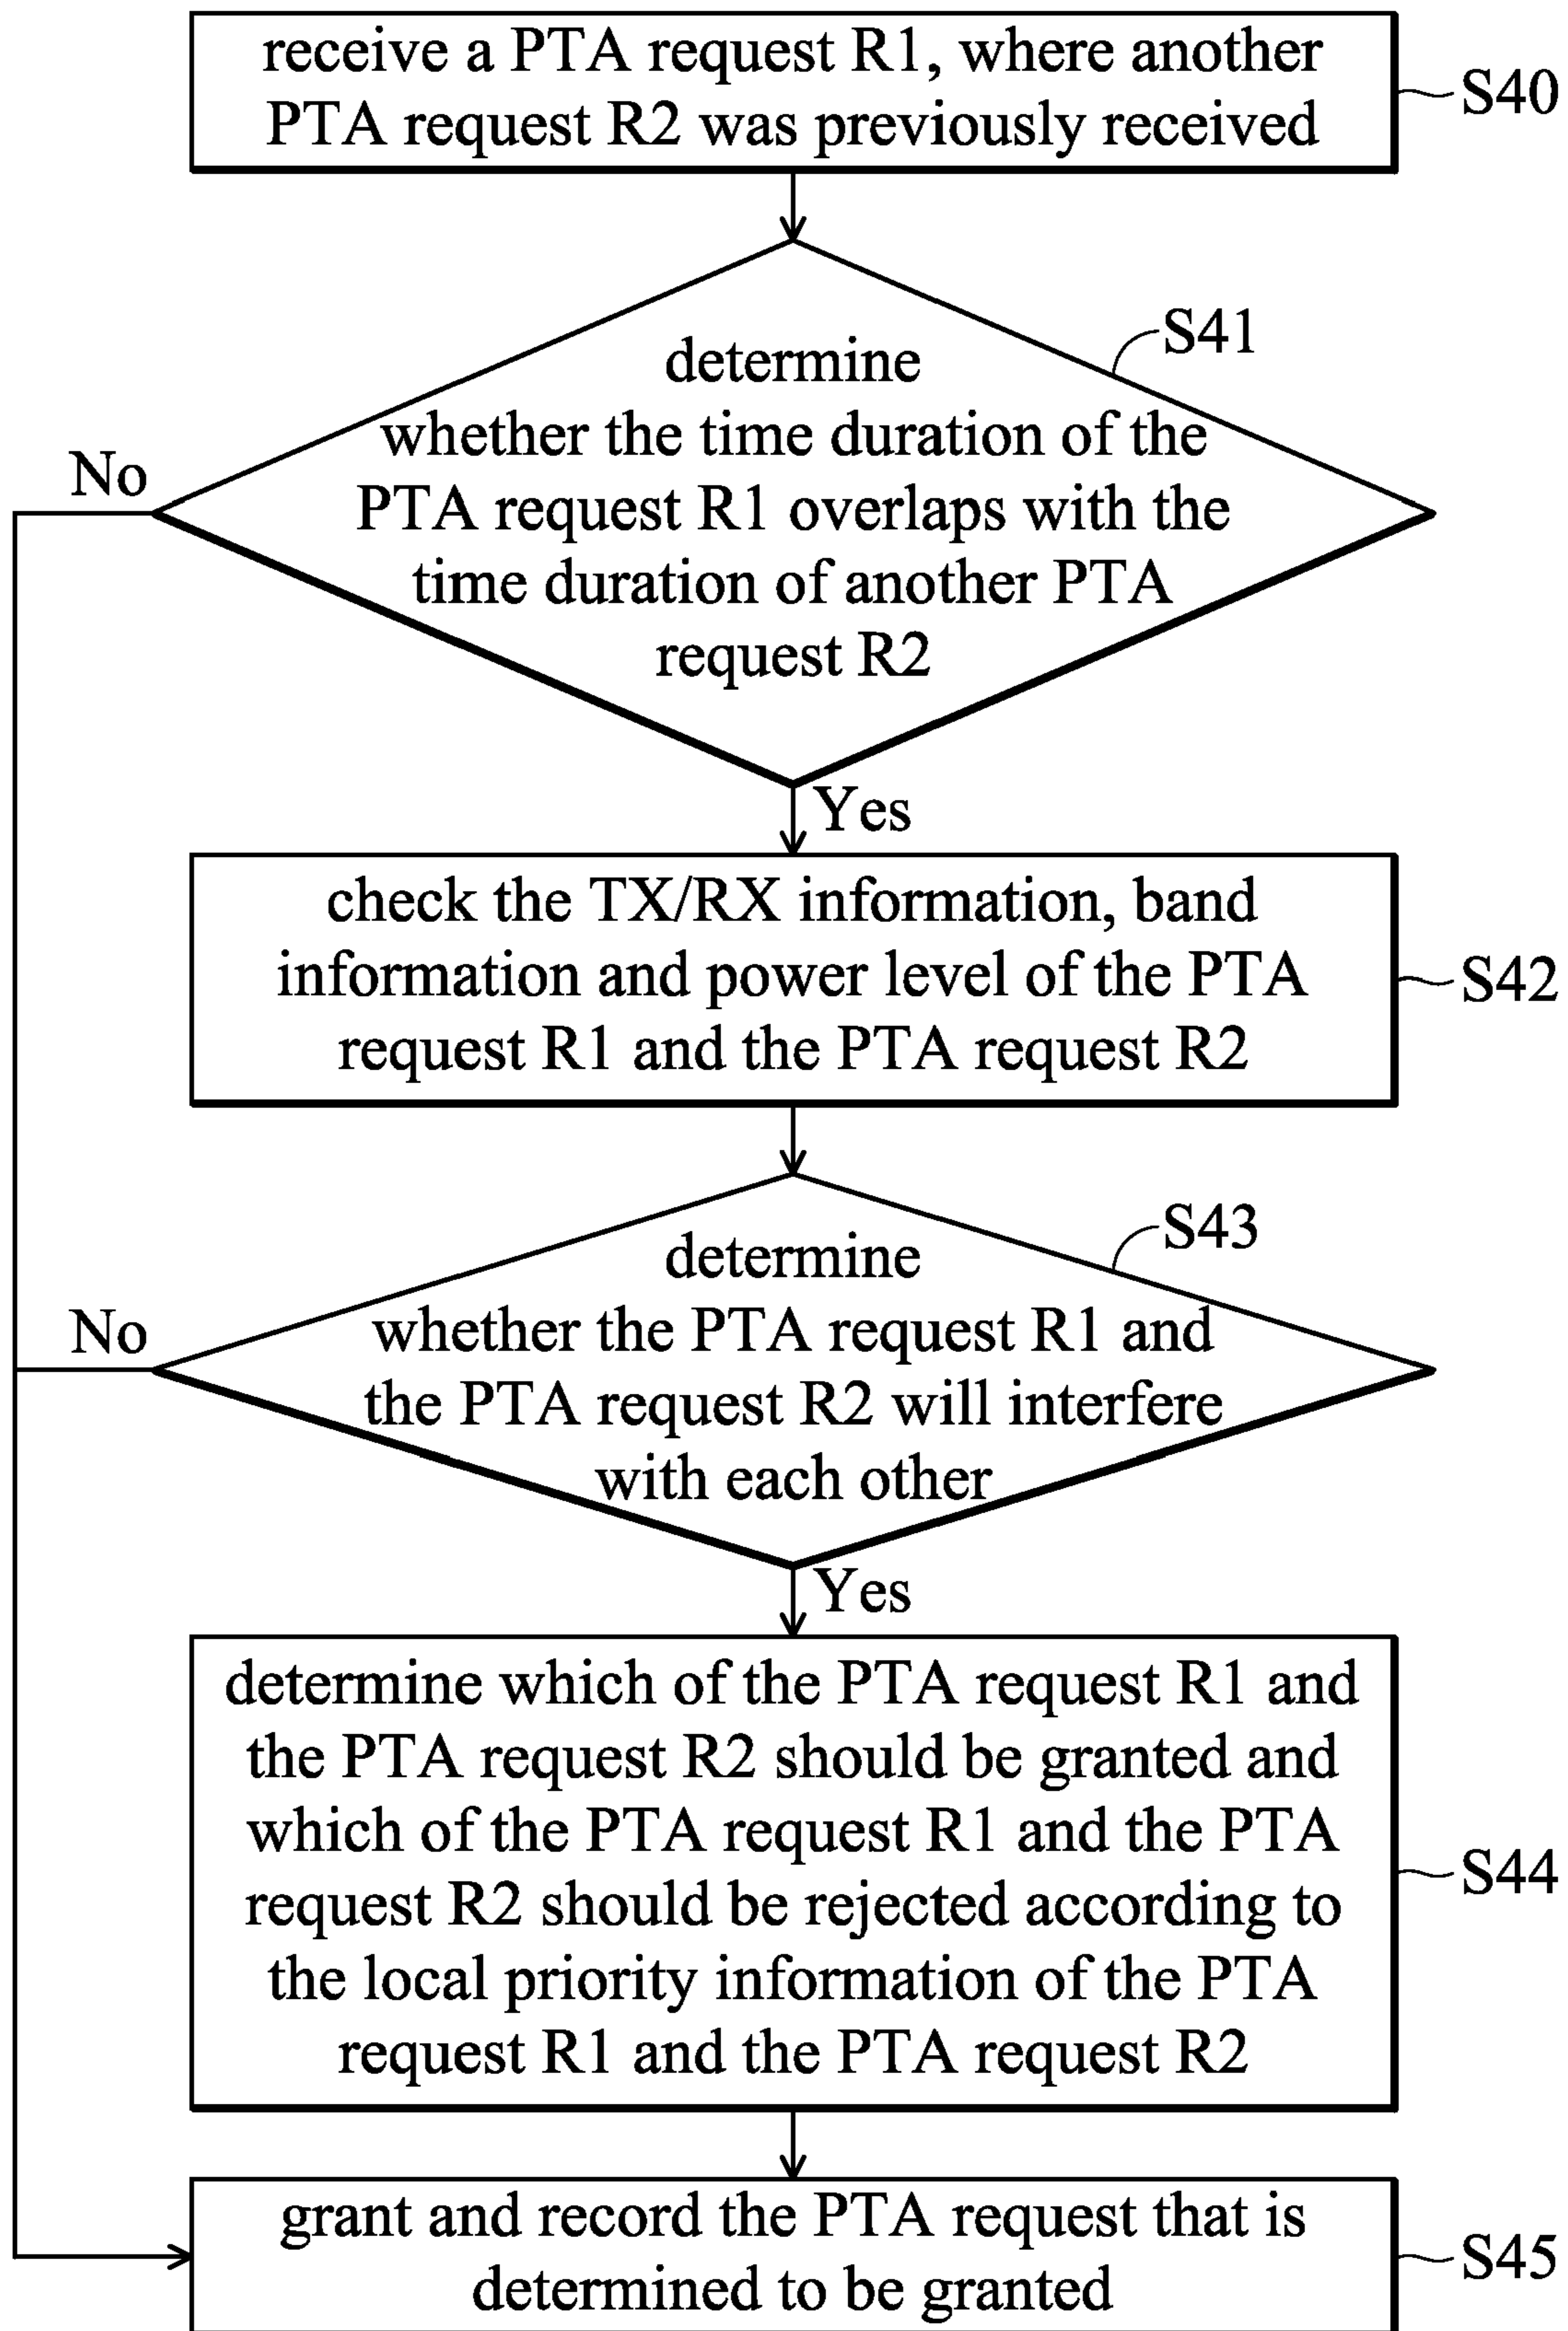 receive a PTA request R1, where another
PTA request R2 was previously received
S40
S41
determine
whether the time duration of the
PTA request R1 overlaps with the
time duration of another PTA
request R2
No
Yes
check the TX/RX information, band
information and power level of the PTA
request R1 and the PTA request R2
S42
S43
determine
whether the PTA request R1 and
the PTA request R2 will interfere
with each other
No
Yes
determine which of the PTA request R1 and
the PTA request R2 should be granted and
which of the PTA request R1 and the PTA
request R2 should be rejected according to
the local priority information of the PTA
request R1 and the PTA request R2
S44
grant and record the PTA request that is
determined to be granted
S45